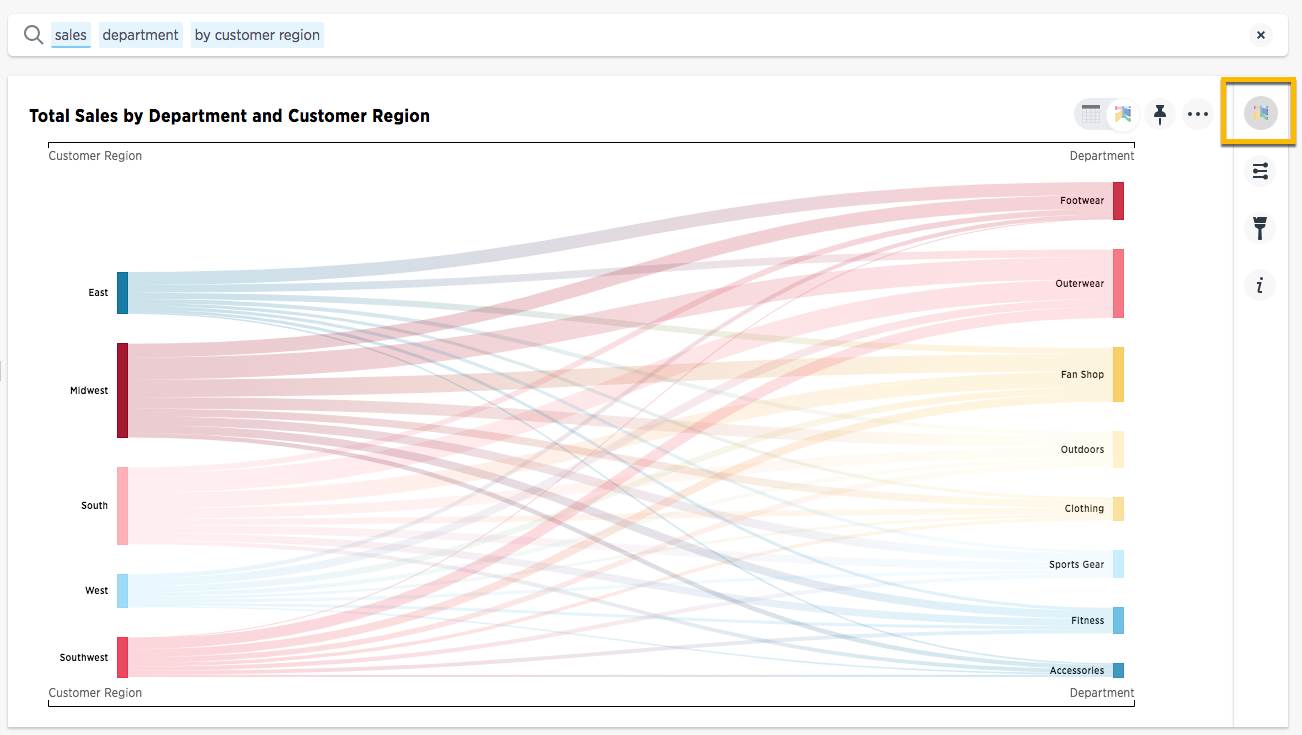 sales department by customer region
Total Sales by Department and Customer Region
Customer Region Department
Footwear
Outerwear
East
Fan Shop
Midwest
Outdoors
South
Clothing
Sports Gear
West
Fitness
Southwest
Accessories
Customer Region Department